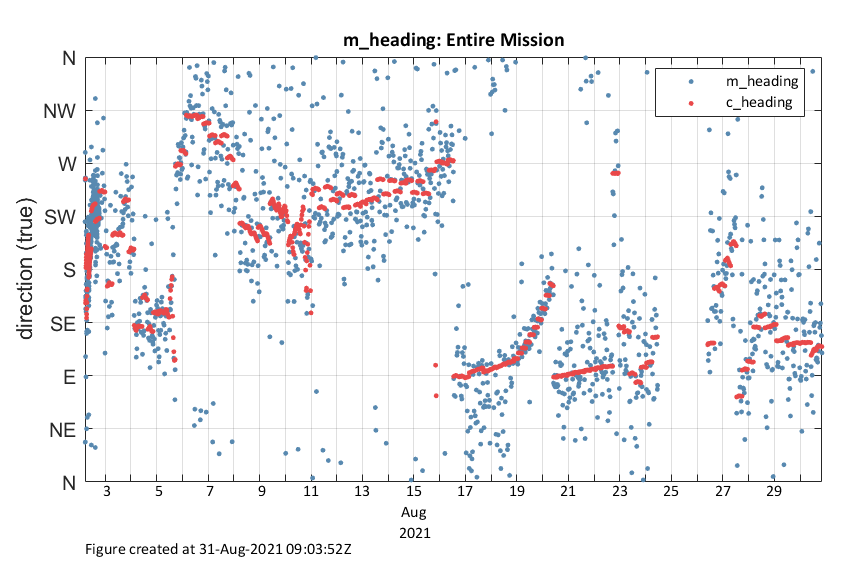 m_heading: Entire Mission
m_heading
c_heading
direction (true)
N
NW
W
SW
S
SE
E
NE
N
3 5 7 9 11 13 15 17 19 21 23 25 27 29
Aug
2021
Figure created at 31-Aug-2021 09:03:52Z